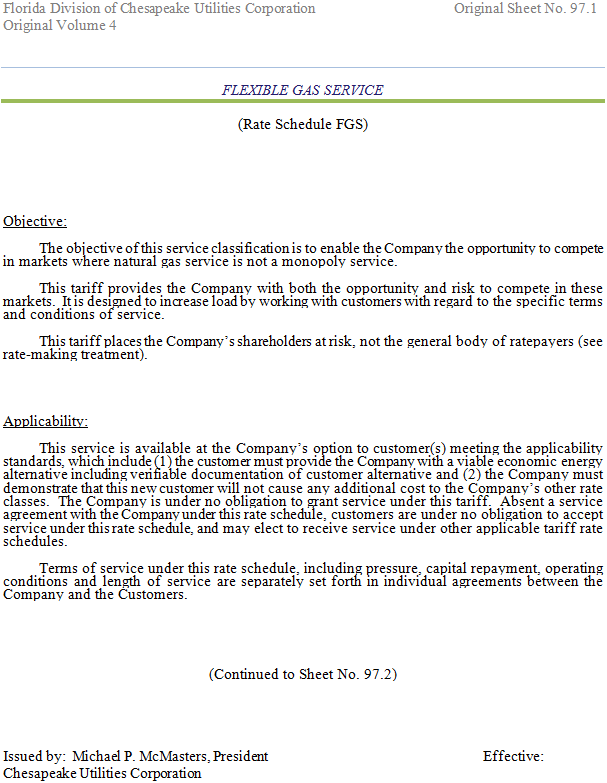 Florida Division of Chesapeake Utilities Corporation Original Sheet No. 97.1
Original Volume 4
FLEXIBLE GAS SERVICE
(Rate Schedule FGS)
Objective:
The objective of this service classification is to enable the Company the opportunity to compete
in markets where natural gas service is not a monopoly service.
This tariff provides the Company with both the opportunity and risk to compete in these
markets. It is designed to increase load by working with customers with regard to the specific terms
and conditions of service.
This tariff places the Company's shareholders at risk, not the general body of ratepayers (see
rate-making treatment).
Applicability:
This service is available at the Company's option to customer(s) meeting the applicability
standards, which include (1) the customer must provide the Company with a viable economic energy
alternative including verifiable documentation of customer alternative and (2) the Company must
demonstrate that this new customer will not cause any additional cost to the Company's other rate
classes. The Company is under no obligation to grant service under this tariff. Absent a service
agreement with the Company under this rate schedule, customers are under no obligation to accept
service under this rate schedule, and may elect to receive service under other applicable tariff rate
schedules.
Terms of service under this rate schedule, including pressure, capital repayment, operating
conditions and length of service are separately set forth in individual agreements between the
Company and the Customers.
(Continued to Sheet No. 97.2)
Issued by: Michael P. McMasters, President Effective:
Chesapeake Utilities Corporation